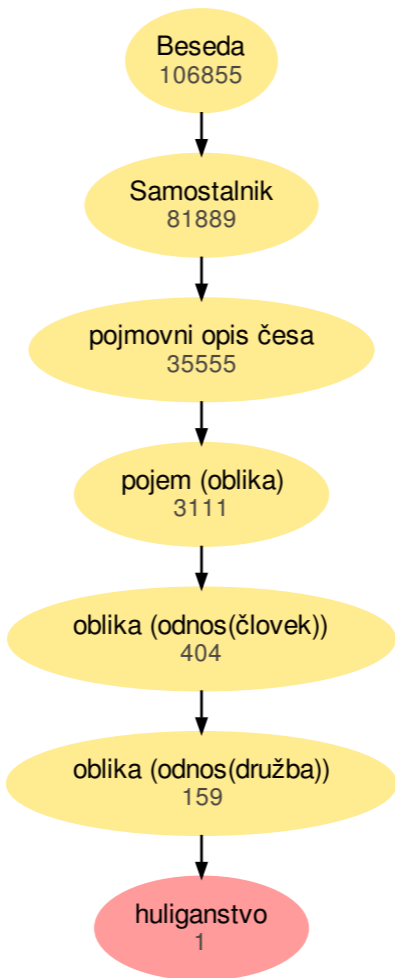 Beseda
106855
Samostalnik
81889
pojmovni opis česa
35555
pojem (oblika)
3111
oblika (odnos(človek))
404
oblika (odnos(družba))
159
huliganstvo
1